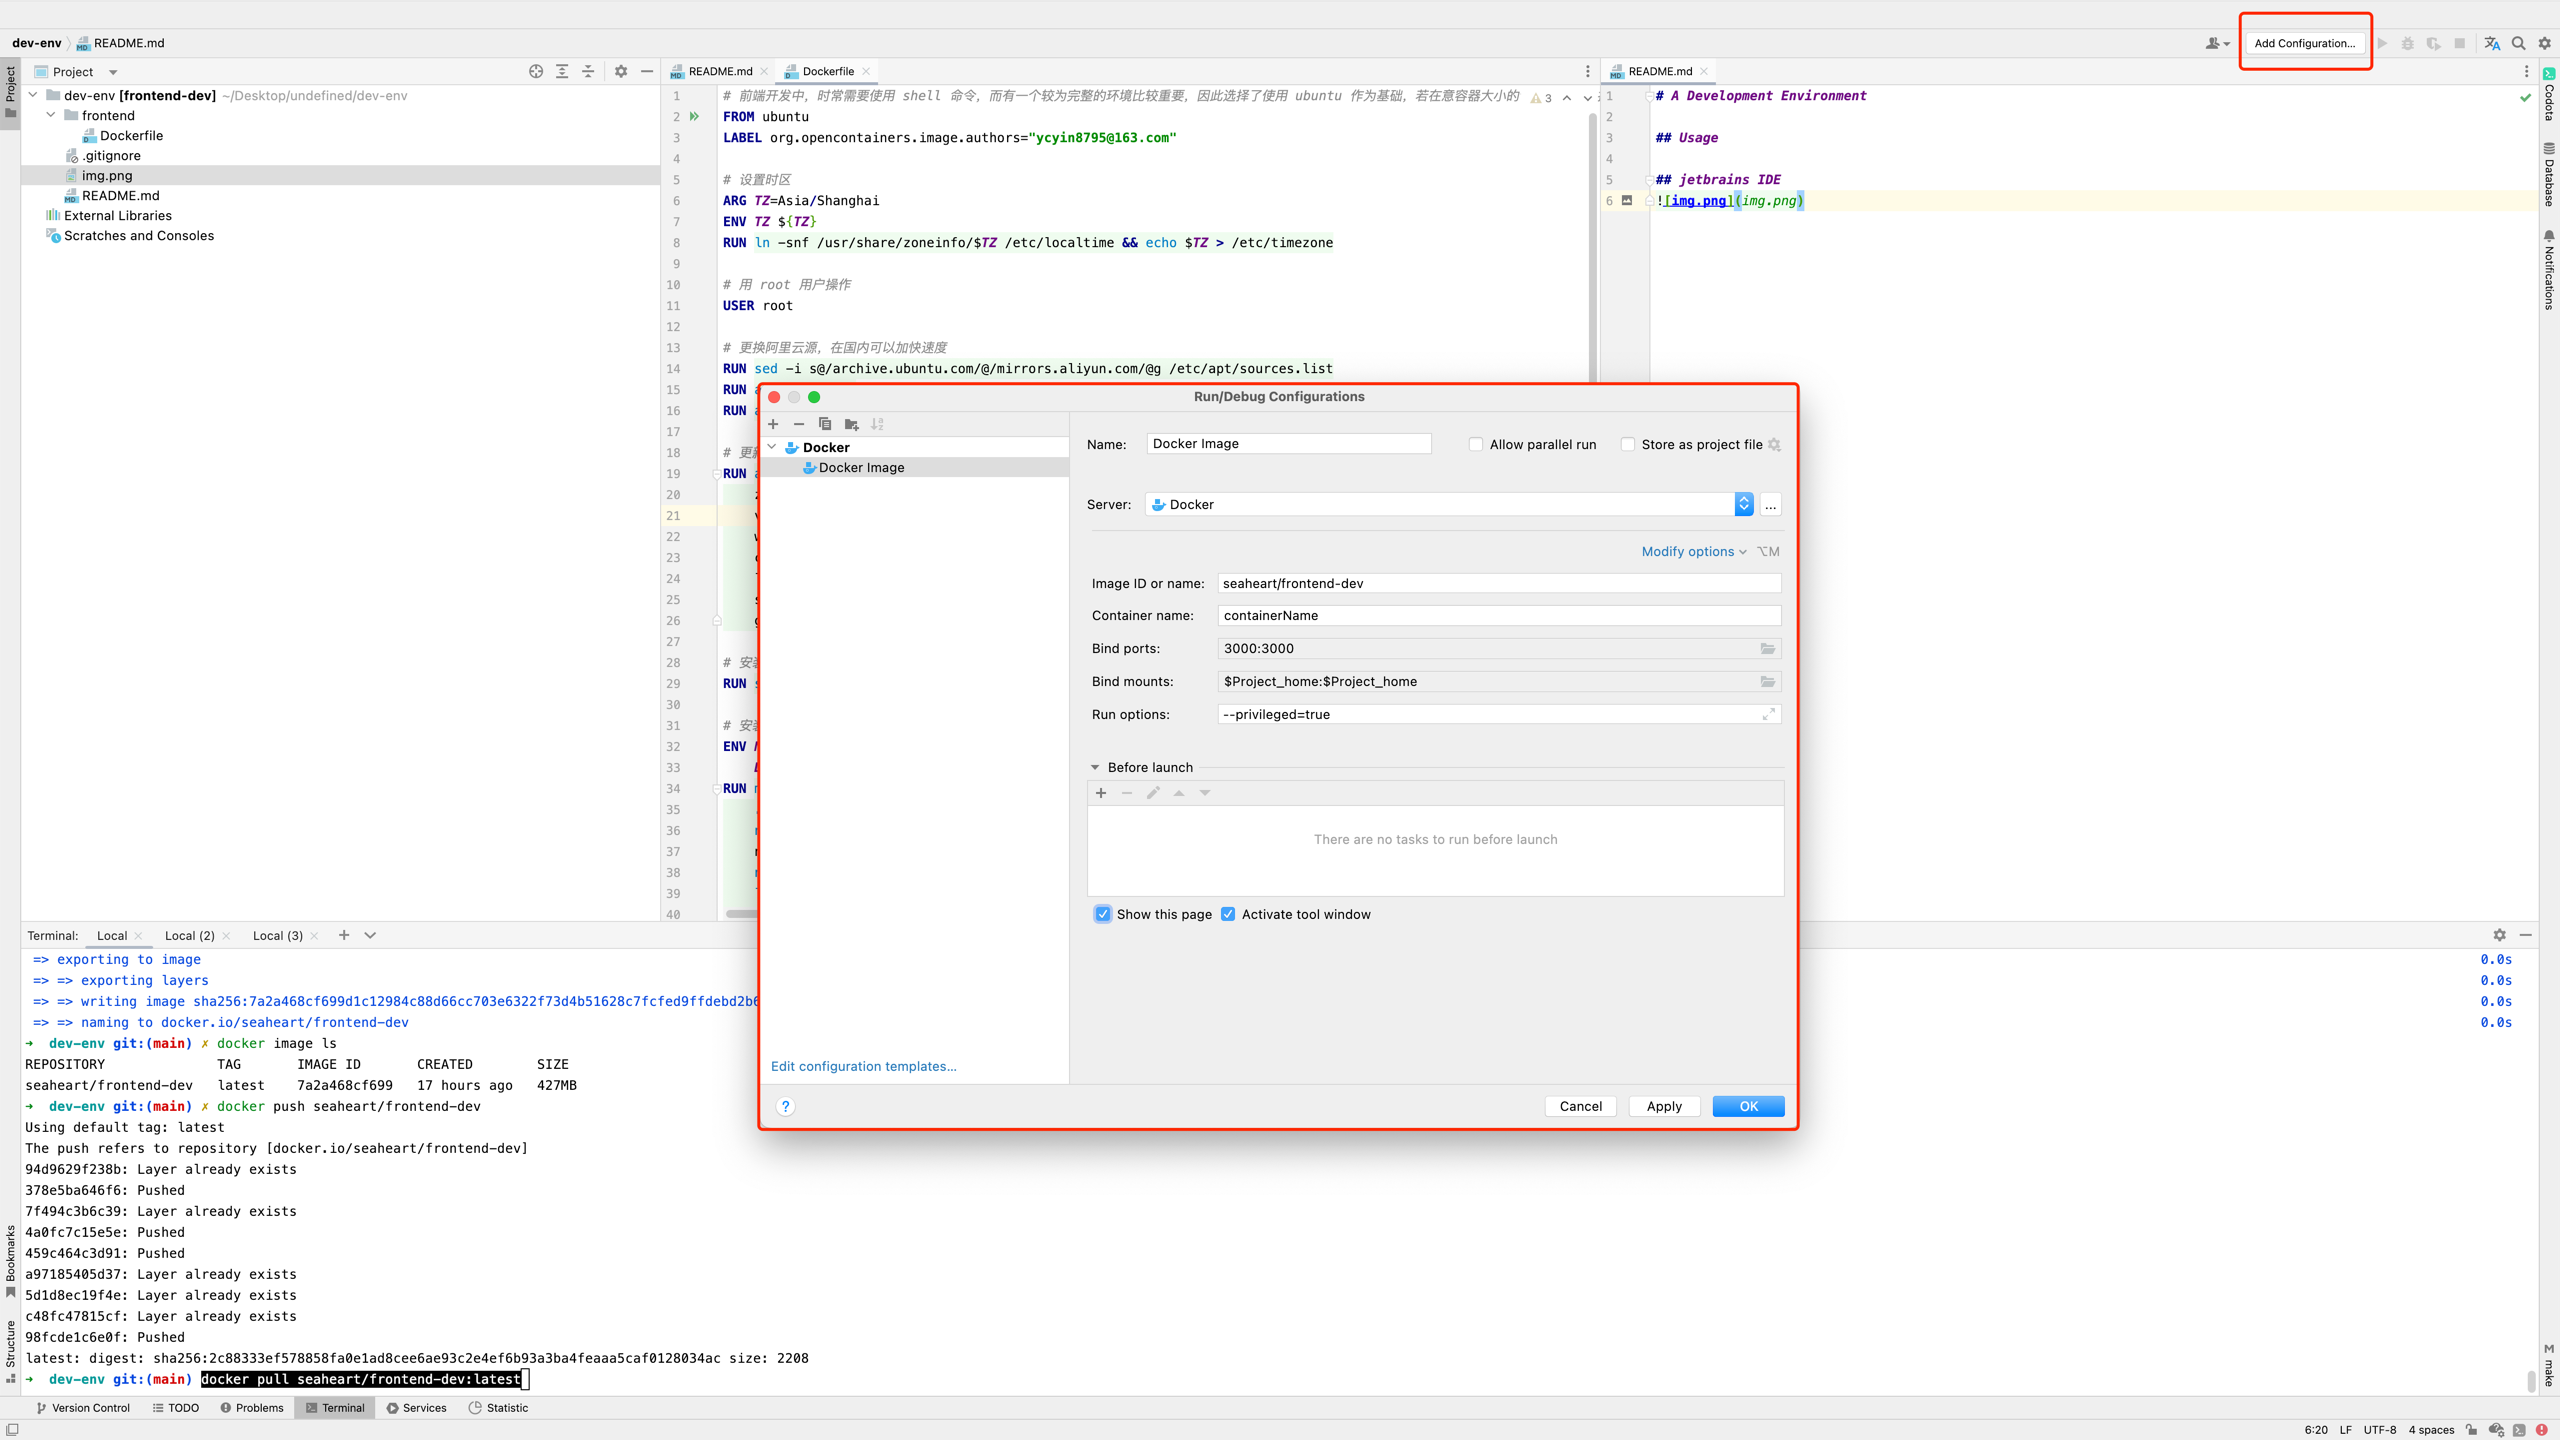 dev-env
README.md
Add Configuration...
Project
Project
README.md
Dockerfile
README.md
dev-env [frontend-dev] ~/Desktop/undefined/dev-env
frontend
Dockerfile
.gitignore
img.png
README.md
External Libraries
Scratches and Consoles
1 # 前端开发中，时常需要使用 shell 命令，而有一个较为完整的环境比较重要，因此选择了使用 ubuntu 作为基础，若在意容器大小的
3
2 FROM ubuntu
3 LABEL org.opencontainers.image.authors="ycyin8795@163.com"
4
5 # 设置时区
6 ARG TZ=Asia/Shanghai
7 ENV TZ ${TZ}
8 RUN ln -snf /usr/share/zoneinfo/$TZ /etc/localtime && echo $TZ > /etc/timezone
9
10 # 用 root 用户操作
11 USER root
12
13 # 更换阿里云源，在国内可以加快速度
14 RUN sed -i s@/archive.ubuntu.com/@/mirrors.aliyun.com/@g /etc/apt/sources.list
15 RUN
16 RUN
17
18 #
19 RUN
20
21
22
23
24
25
26
27
28 #
29 RUN
30
31 #
32 ENV
33
34 RUN
35
36
37
38
39
40
1 # A Development Environment
2
3 ## Usage
4
5 ## jetbrains IDE
6 ![img.png](img.png)
Codota
Database
Notifications
Run/Debug Configurations
Docker
Docker Image
Edit configuration templates...
Name: Docker Image
Allow parallel run
Store as project file
Server: Docker
...
Modify options ⌥M
Image ID or name: seaheart/frontend-dev
Container name: containerName
Bind ports: 3000:3000
Bind mounts: $Project_home:$Project_home
Run options: --privileged=true
Before launch
There are no tasks to run before launch
Show this page
Activate tool window
?
Cancel
Apply
OK
Terminal:
Local
Local (2)
Local (3)
=> exporting to image 0.0s
=> => exporting layers 0.0s
=> => writing image sha256:7a2a468cf699d1c12984c88d66cc703e6322f73d4b51628c7fcfed9ffdebd2b6 0.0s
=> => naming to docker.io/seaheart/frontend-dev 0.0s
➜ dev-env git:(main) ✗ docker image ls
REPOSITORY TAG IMAGE ID CREATED SIZE
seaheart/frontend-dev latest 7a2a468cf699 17 hours ago 427MB
➜ dev-env git:(main) ✗ docker push seaheart/frontend-dev
Using default tag: latest
The push refers to repository [docker.io/seaheart/frontend-dev]
94d9629f238b: Layer already exists
378e5ba646f6: Pushed
7f494c3b6c39: Layer already exists
4a0fc7c15e5e: Pushed
459c464c3d91: Pushed
a97185405d37: Layer already exists
5d1d8ec19f4e: Layer already exists
c48fc47815cf: Layer already exists
98fcde1c6e0f: Pushed
latest: digest: sha256:2c88333ef578858fa0e1ad8cee6ae93c2e4ef6b93a3ba4feaaa5caf0128034ac size: 2208
➜ dev-env git:(main) docker pull seaheart/frontend-dev:latest
Bookmarks
Structure
make
Version Control
TODO
Problems
Terminal
Services
Statistic
6:20 LF UTF-8 4 spaces